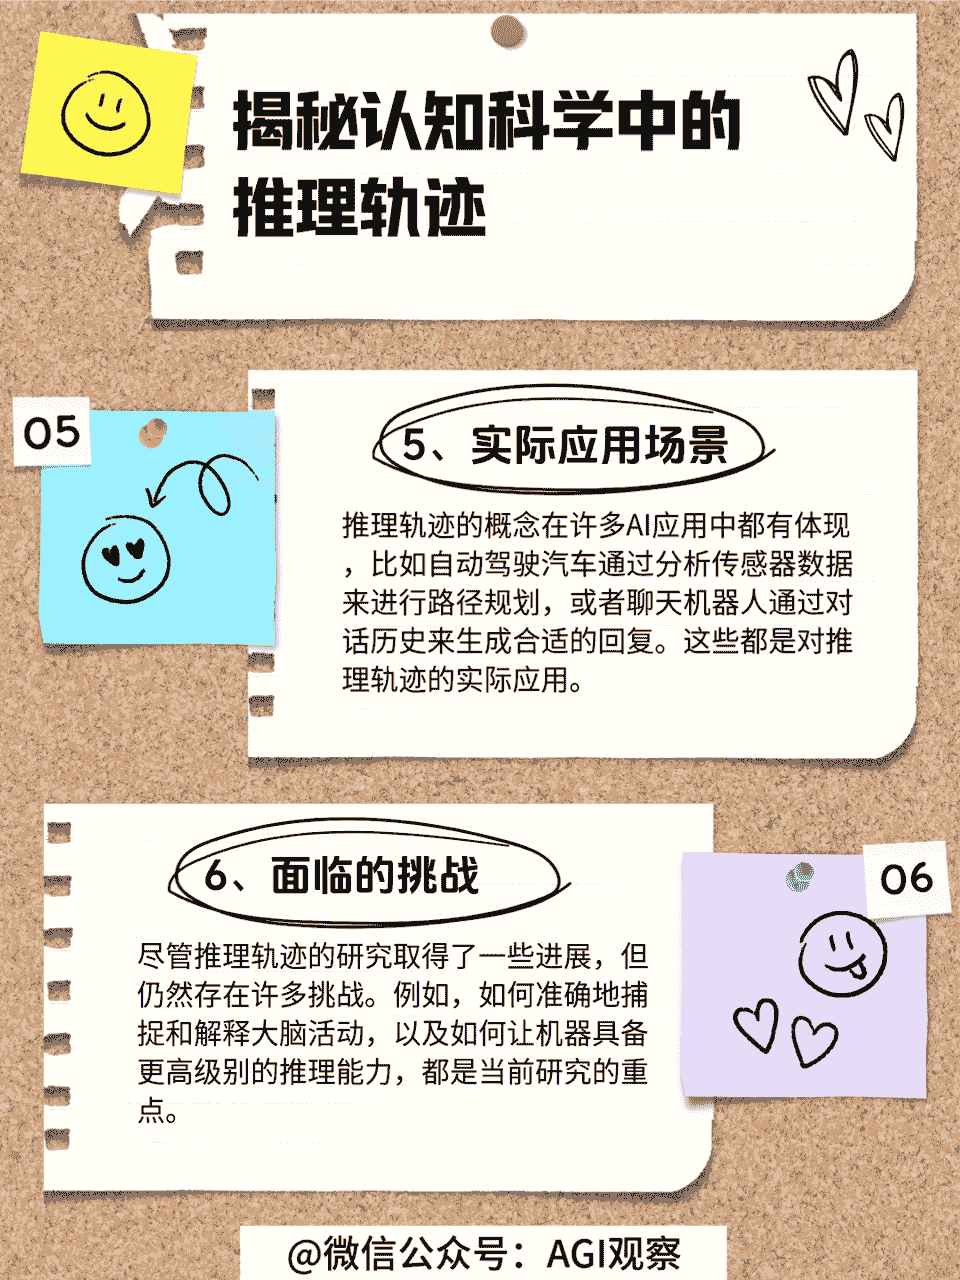 揭秘认知科学中的
推理轨迹
05
5、实际应用场景
推理轨迹的概念在许多AI应用中都有体现
，比如自动驾驶汽车通过分析传感器数据
来进行路径规划，或者聊天机器人通过对
话历史来生成合适的回复。这些都是对推
理轨迹的实际应用。
6、面临的挑战
06
尽管推理轨迹的研究取得了一些进展，但
仍然存在许多挑战。例如，如何准确地捕
捉和解释大脑活动，以及如何让机器具备
更高级别的推理能力，都是当前研究的重
点。
@微信公众号：AGI观察